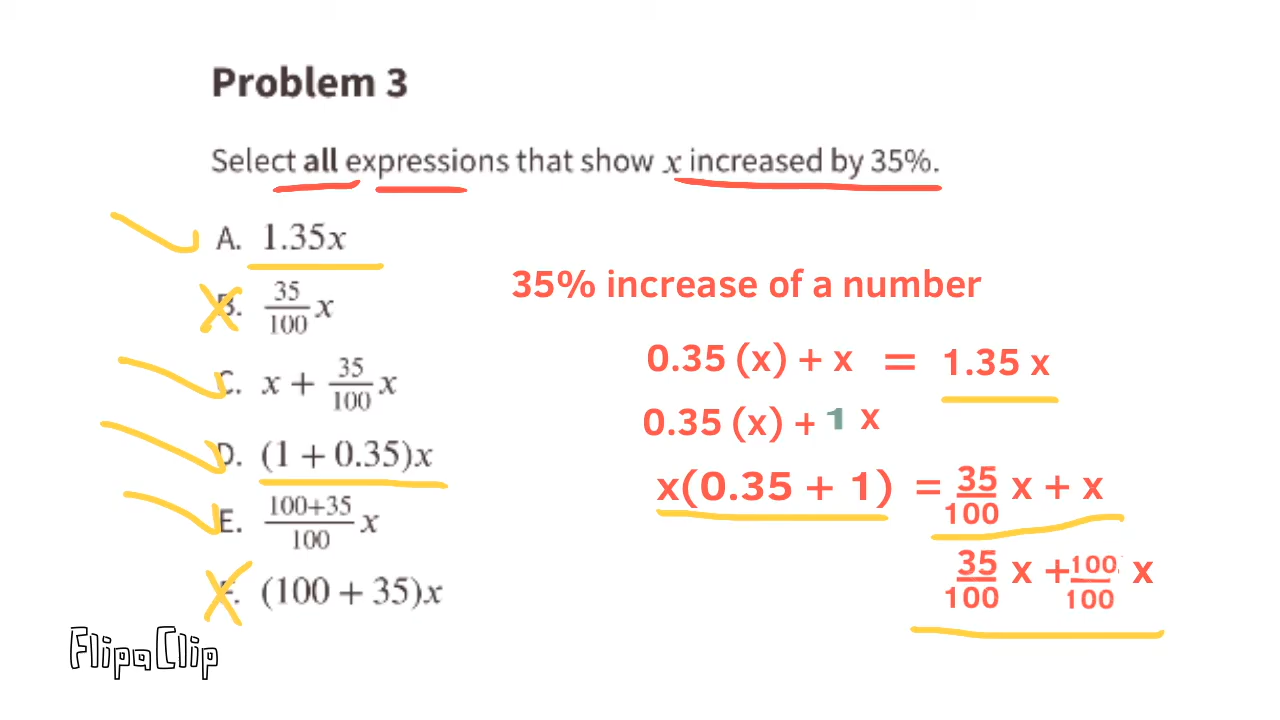 Problem 3
Select all expressions that show x increased by 35%.
A. 1.35x
B. 35/100 x
C. x + 35/100 x
D. (1 + 0.35)x
E. 100+35/100 x
F. (100 + 35)x
35% increase of a number
0.35 (x) + x = 1.35 x
0.35 (x) + 1 x
x(0.35 + 1) = 35/100 x + x
35/100 x + 100/100 x
FlipaClip